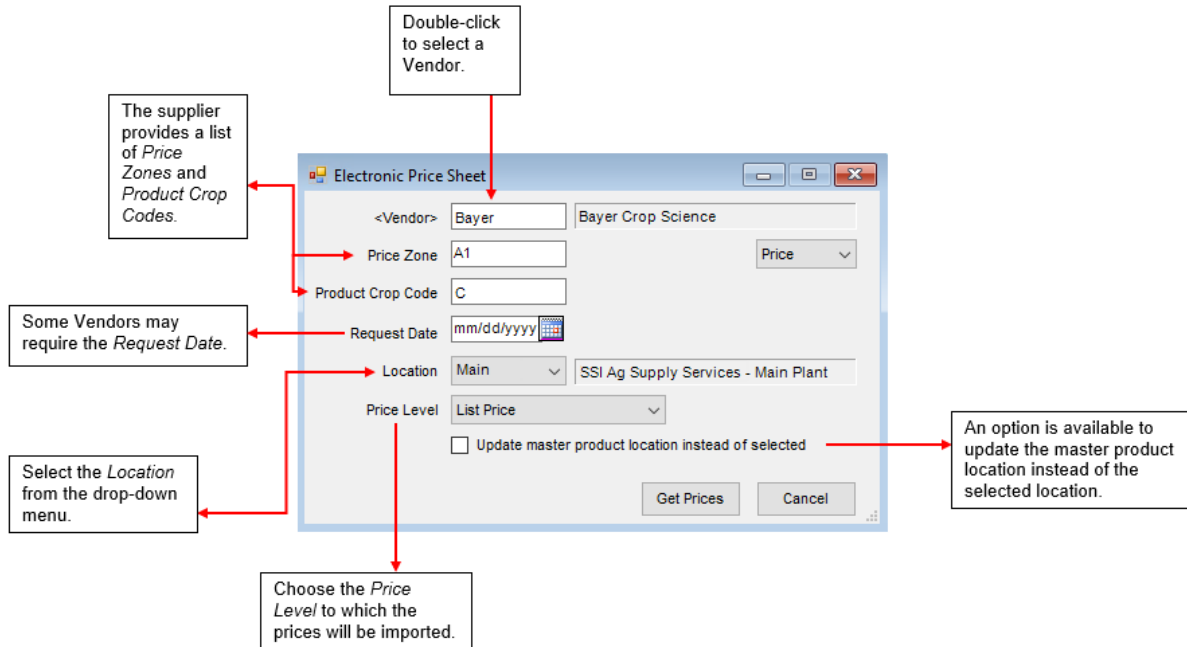 Double-click
to select a
Vendor.
The supplier
provides a list
of Price
Zones and
Product Crop
Codes.
Electronic Price Sheet
<Vendor> Bayer Bayer Crop Science
Price Zone A1 Price
Product Crop Code C
Some Vendors may
require the Request Date.
Request Date mm/dd/yyyy
Location Main SSI Ag Supply Services - Main Plant
Price Level List Price
Update master product location instead of selected
An option is available to
update the master product
location instead of the
selected location.
Select the Location
from the drop-down
menu.
Get Prices Cancel
Choose the Price
Level to which the
prices will be imported.